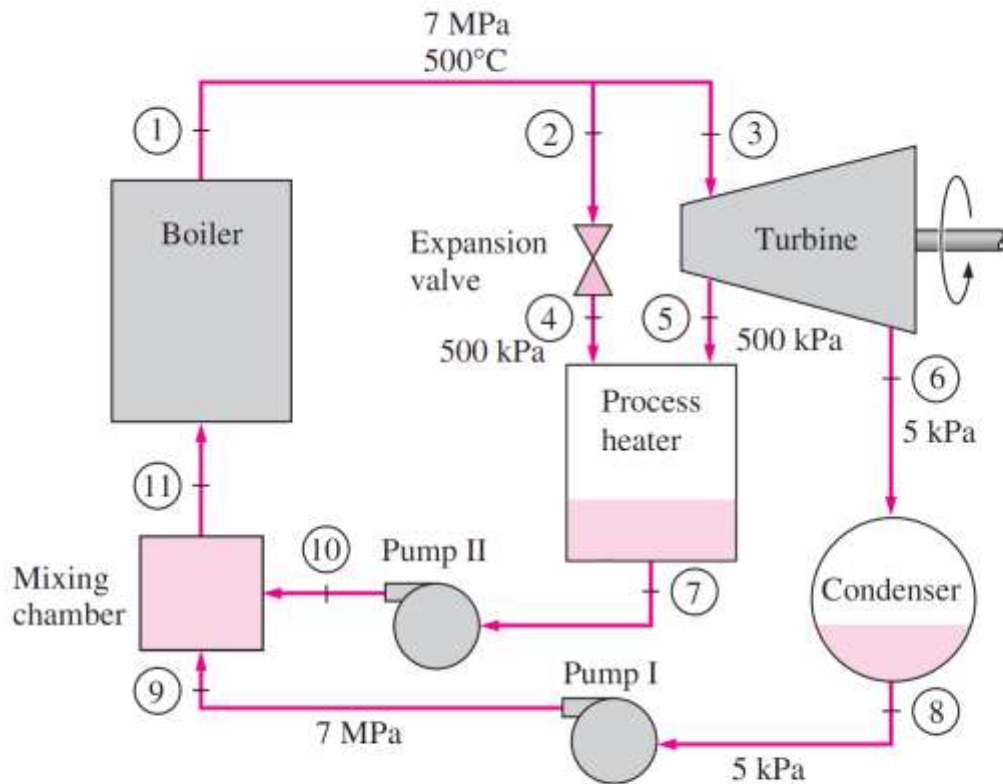 7 MPa
500°C
1
2
3
Boiler
Expansion
valve
Turbine
4
5
500 kPa
500 kPa
6
Process
heater
5 kPa
11
10
Pump II
7
Mixing
chamber
Condenser
9
Pump I
8
7 MPa
5 kPa